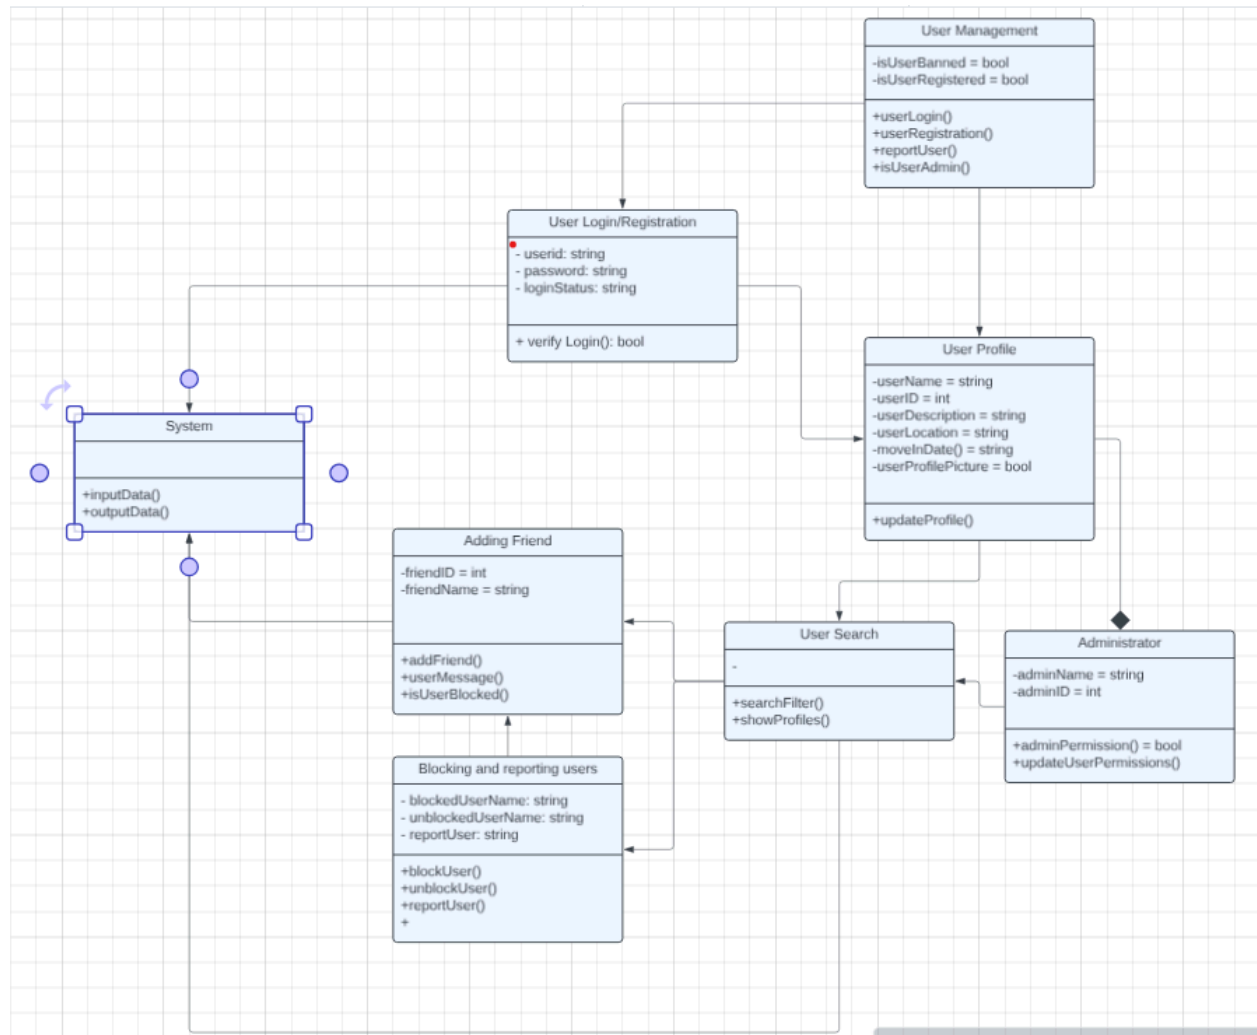 User Management
-isUserBanned = bool
-isUserRegistered = bool
+userLogin()
+userRegistration()
+reportUser()
+isUserAdmin()
User Login/Registration
- userid: string
- password: string
- loginStatus: string
+ verify Login(): bool
User Profile
-userName = string
-userID = int
-userDescription = string
-userLocation = string
-moveInDate() = string
-userProfilePicture = bool
+updateProfile()
System
+inputData()
+outputData()
Adding Friend
-friendID = int
-friendName = string
+addFriend()
+userMessage()
+isUserBlocked()
User Search
-
+searchFilter()
+showProfiles()
Administrator
-adminName = string
-adminID = int
+adminPermission() = bool
+updateUserPermissions()
Blocking and reporting users
- blockedUserName: string
- unblockedUserName: string
- reportUser: string
+blockUser()
+unblockUser()
+reportUser()
+